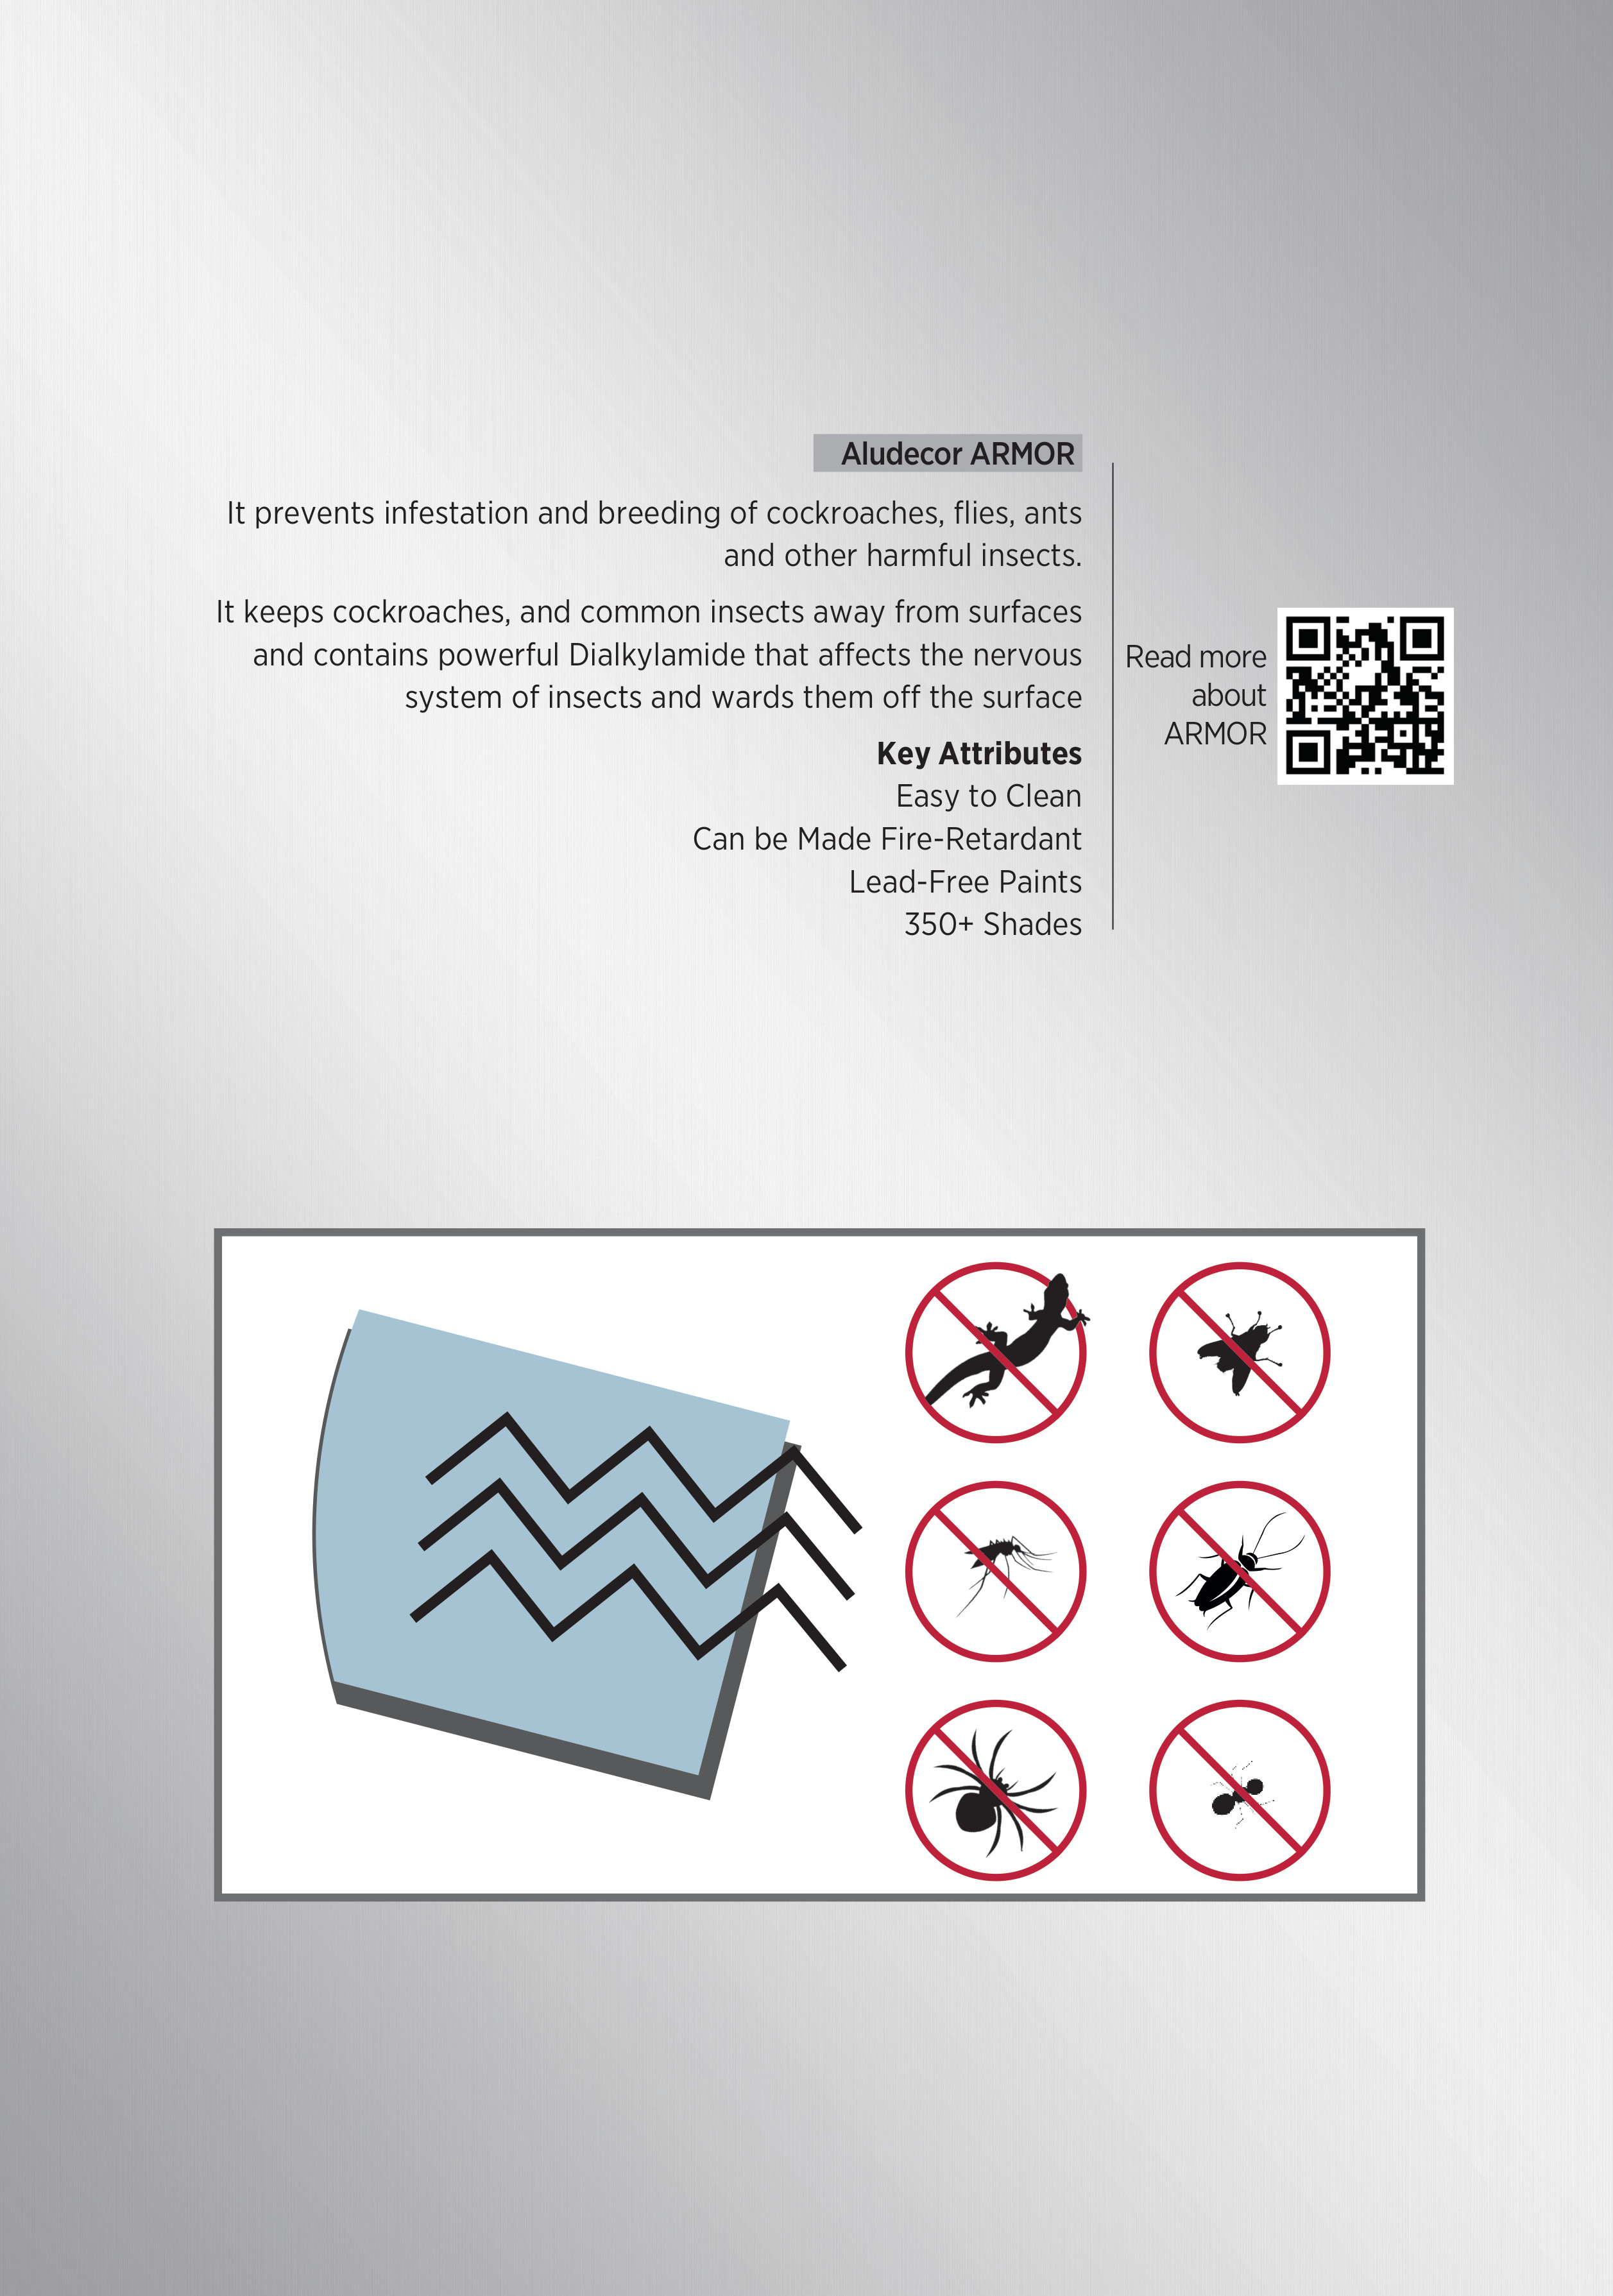 Aludecor ARMOR
It prevents infestation and breeding of cockroaches, flies, ants
and other harmful insects.
It keeps cockroaches, and common insects away from surfaces
and contains powerful Dialkylamide that affects the nervous
system of insects and wards them off the surface
Key Attributes
Easy to Clean
Can be Made Fire-Retardant
Lead-Free Paints
350+ Shades
Read more
about
ARMOR